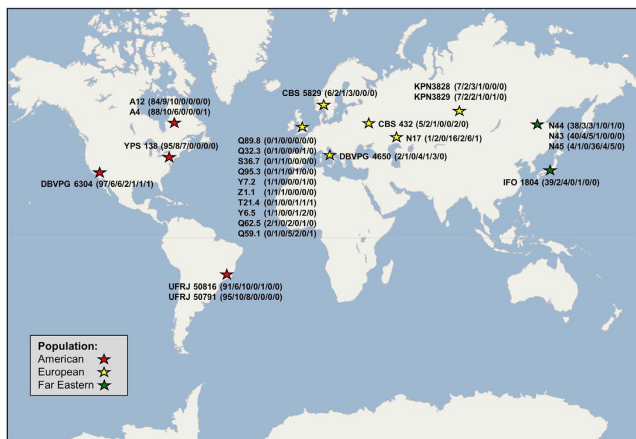 A12 (84/9/10/0/0/0/0)
A4 (88/10/6/0/0/0/1)
YPS 138 (95/8/7/0/0/0/0)
DBVPG 6304 (97/6/6/2/1/1/1)
CBS 5829 (6/2/1/3/0/0/0)
KPN3828 (7/2/3/1/0/0/0)
KPN3829 (7/2/2/1/0/1/0)
CBS 432 (5/2/1/0/0/2/0)
N17 (1/2/0/16/2/6/1)
DBVPG 4650 (2/1/0/4/1/3/0)
N44 (38/3/3/1/0/1/0)
N43 (40/4/5/1/0/0/0)
N45 (4/1/0/36/4/5/0)
IFO 1804 (39/2/4/0/1/0/0)
Q89.8 (0/1/0/0/0/0/0)
Q32.3 (0/1/0/0/0/1/0)
S36.7 (0/1/1/0/0/0/0)
Q95.3 (0/1/1/0/1/1/0)
Y7.2 (1/1/0/0/0/1/0)
Z1.1 (1/1/1/0/0/0/0)
T21.4 (0/1/0/0/1/1/1)
Y6.5 (1/1/0/0/1/2/0)
Q62.5 (2/1/0/2/0/1/0)
Q59.1 (0/1/0/5/2/0/1)
UFRJ 50816 (91/6/10/0/1/0/0)
UFRJ 50791 (95/10/8/0/0/0/0)
Population:
American
European
Far Eastern